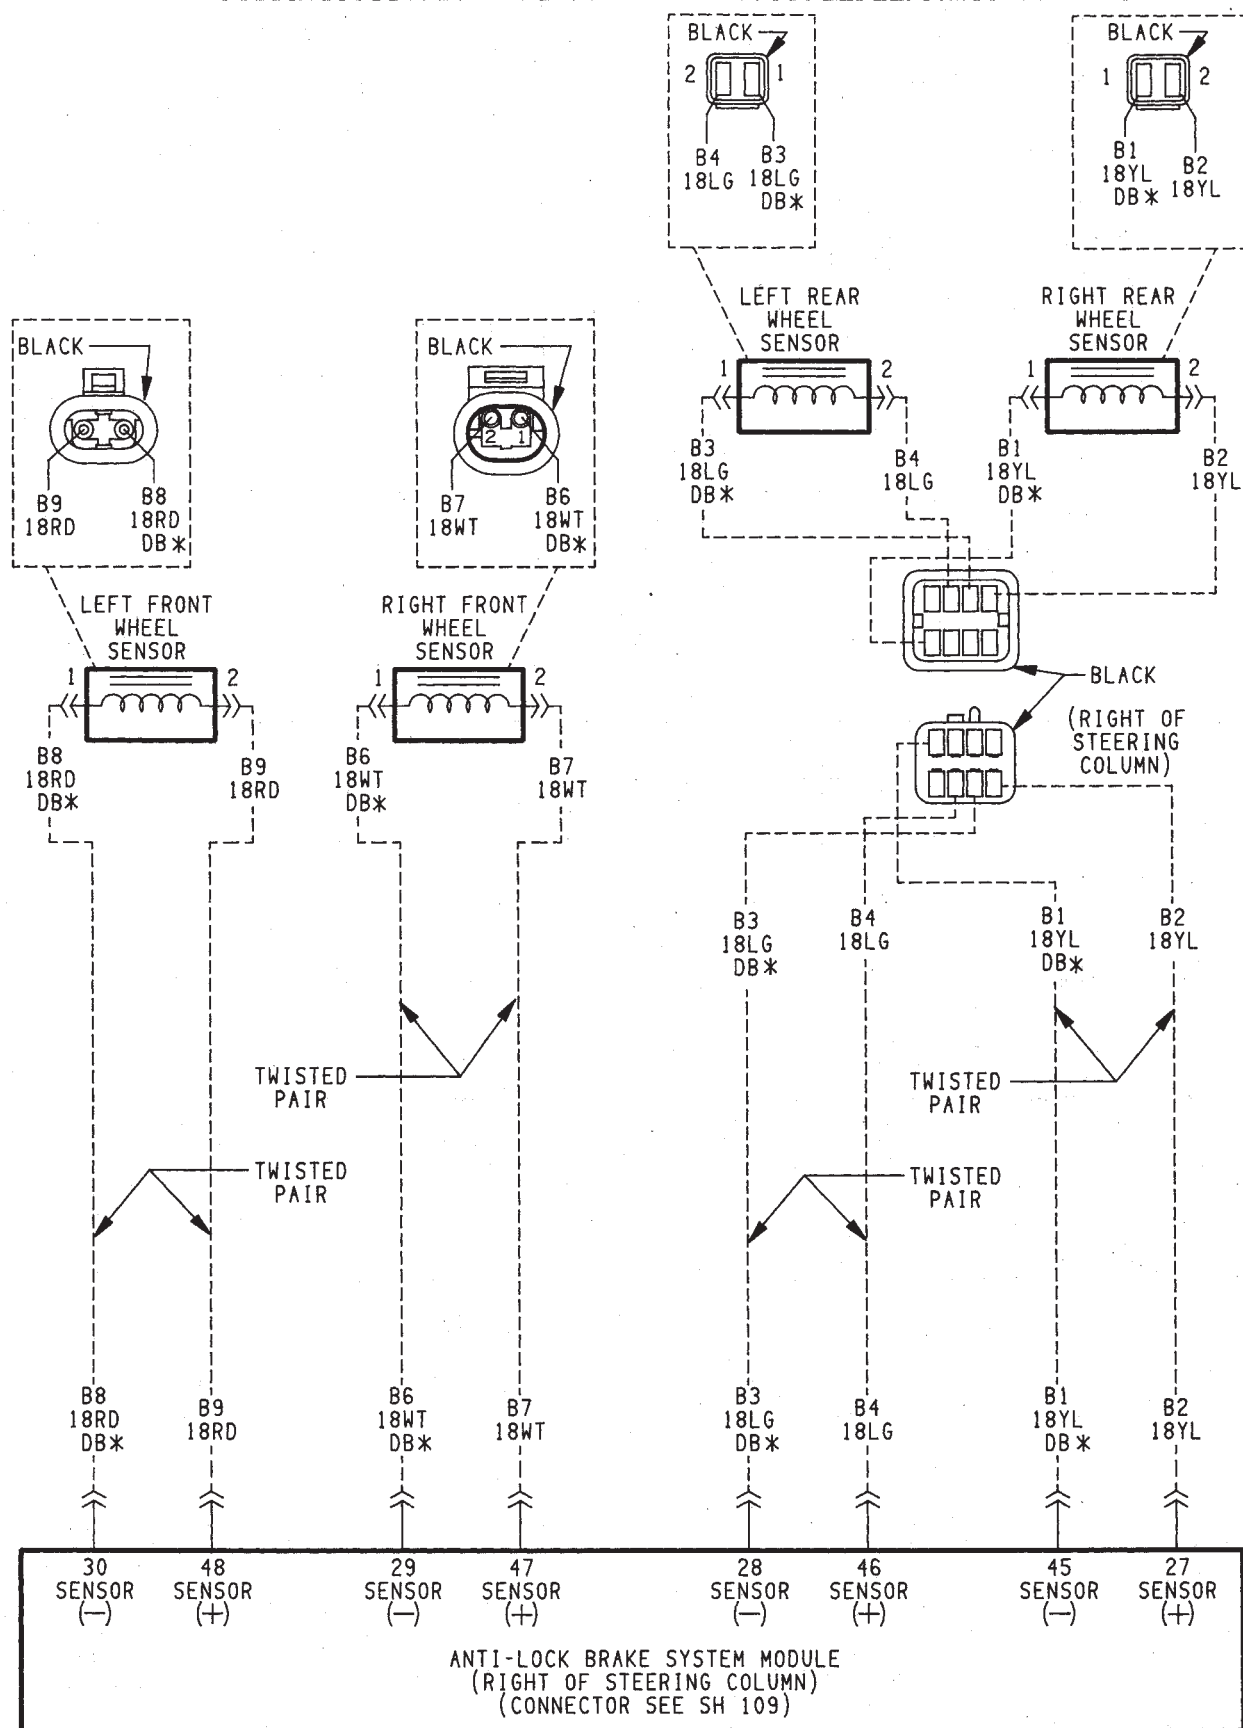 BLACK
2 1
B4
18LG
B3
18LG
DB*
BLACK
1 2
B1
18YL
DB*
B2
18YL
LEFT REAR
WHEEL
SENSOR
1 2
RIGHT REAR
WHEEL
SENSOR
1 2
BLACK
B9
18RD
B8
18RD
DB*
BLACK
2 1
B7
18WT
B6
18WT
DB*
B3
18LG
DB*
B4
18LG
B1
18YL
DB*
B2
18YL
LEFT FRONT
WHEEL
SENSOR
1 2
RIGHT FRONT
WHEEL
SENSOR
1 2
BLACK
(RIGHT OF
STEERING
COLUMN)
B8
18RD
DB*
B9
18RD
B6
18WT
DB*
B7
18WT
B3
18LG
DB*
B4
18LG
B1
18YL
DB*
B2
18YL
TWISTED
PAIR
TWISTED
PAIR
TWISTED
PAIR
TWISTED
PAIR
B8
18RD
DB*
B9
18RD
B6
18WT
DB*
B7
18WT
B3
18LG
DB*
B4
18LG
B1
18YL
DB*
B2
18YL
30
SENSOR
(-)
48
SENSOR
(+)
29
SENSOR
(-)
47
SENSOR
(+)
28
SENSOR
(-)
46
SENSOR
(+)
45
SENSOR
(-)
27
SENSOR
(+)
ANTI-LOCK BRAKE SYSTEM MODULE
(RIGHT OF STEERING COLUMN)
(CONNECTOR SEE SH 109)